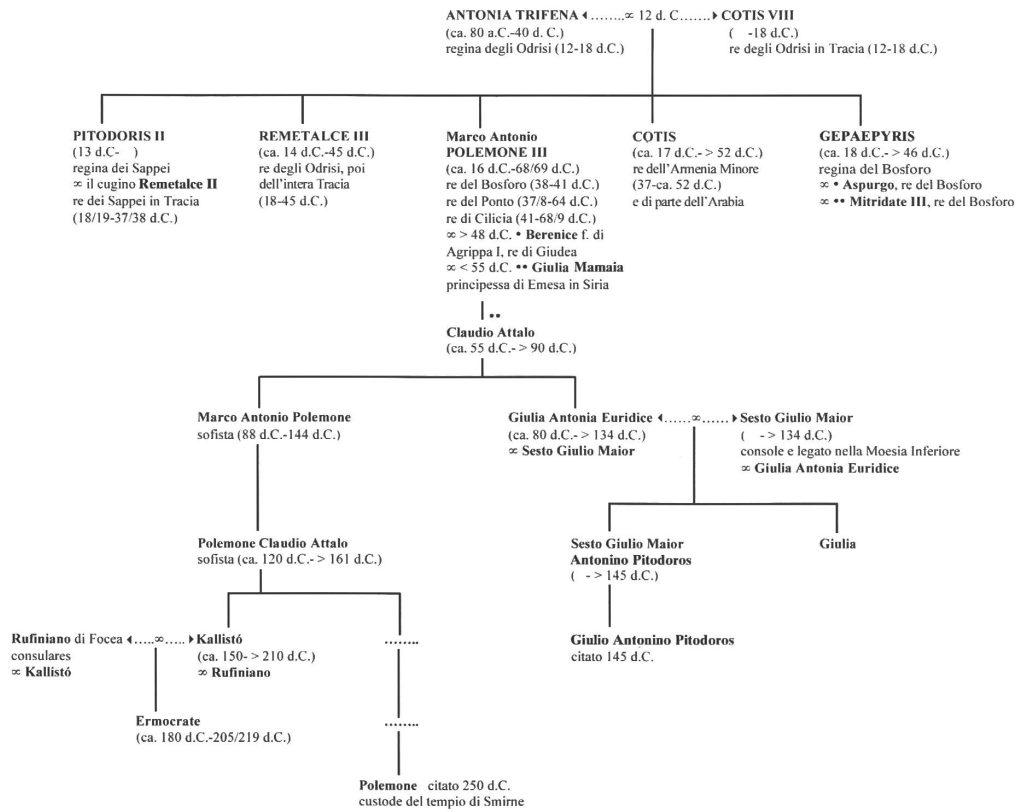 ANTONIA TRIFENA ◄ ........∞ 12 d. C......► COTIS VIII
(ca. 80 a.C.-40 d. C.)
regina degli Odrisi (12-18 d.C.)
(   -18 d.C.)
re degli Odrisi in Tracia (12-18 d.C.)
PITODORIS II
(13 d.C-   )
regina dei Sappei
∞ il cugino Remetalce II
re dei Sappei in Tracia
(18/19-37/38 d.C.)
REMETALCE III
(ca. 14 d.C.-45 d.C.)
re degli Odrisi, poi
dell'intera Tracia
(18-45 d.C.)
Marco Antonio
POLEMONE III
(ca. 16 d.C.-68/69 d.C.)
re del Bosforo (38-41 d.C.)
re del Ponto (37/8-64 d.C.)
re di Cilicia (41-68/9 d.C.)
∞ > 48 d.C. • Berenice f. di
Agrippa I, re di Giudea
∞ < 55 d.C. •• Giulia Mamaia
principessa di Emesa in Siria
COTIS
(ca. 17 d.C.- > 52 d.C.)
re dell'Armenia Minore
(37-ca. 52 d.C.)
e di parte dell'Arabia
GEPAEPYRIS
(ca. 18 d.C.- > 46 d.C.)
regina del Bosforo
∞ • Aspurgo, re del Bosforo
∞ •• Mitridate III, re del Bosforo
••
Claudio Attalo
(ca. 55 d.C.- > 90 d.C.)
Marco Antonio Polemone
sofista (88 d.C.-144 d.C.)
Giulia Antonia Euridice ◄......∞......► Sesto Giulio Maior
(ca. 80 d.C.- > 134 d.C.)
∞ Sesto Giulio Maior
(   - > 134 d.C.)
console e legato nella Moesia Inferiore
∞ Giulia Antonia Euridice
Polemone Claudio Attalo
sofista (ca. 120 d.C.- > 161 d.C.)
Sesto Giulio Maior
Antonino Pitodoros
(   - > 145 d.C.)
Giulia
Rufiniano di Focea ◄.....∞.....► Kallistó
consulares
∞ Kallistó
(ca. 150- > 210 d.C.)
∞ Rufiniano
........
Giulio Antonino Pitodoros
citato 145 d.C.
Ermocrate
(ca. 180 d.C.-205/219 d.C.)
........
Polemone   citato 250 d.C.
custode del tempio di Smirne